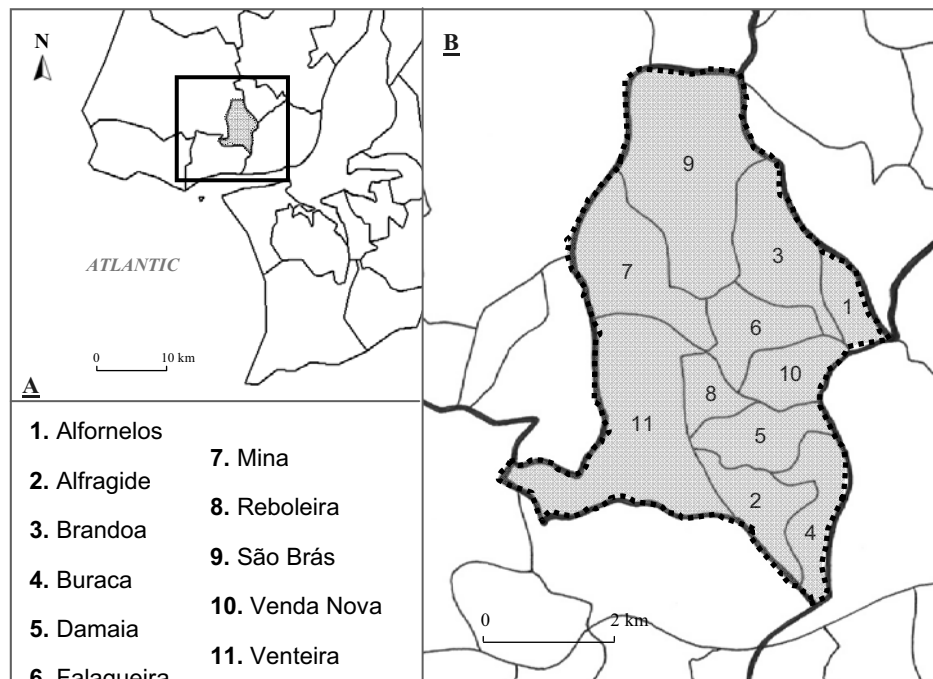 N
ATLANTIC
0 10 km
A
1. Alfornelos
2. Alfragide
3. Brandoa
4. Buraca
5. Damaia
6. Falagueira
7. Mina
8. Reboleira
9. São Brás
10. Venda Nova
11. Venteira
B
9
3
7
1
6
10
8
11
5
2
4
0 2 km